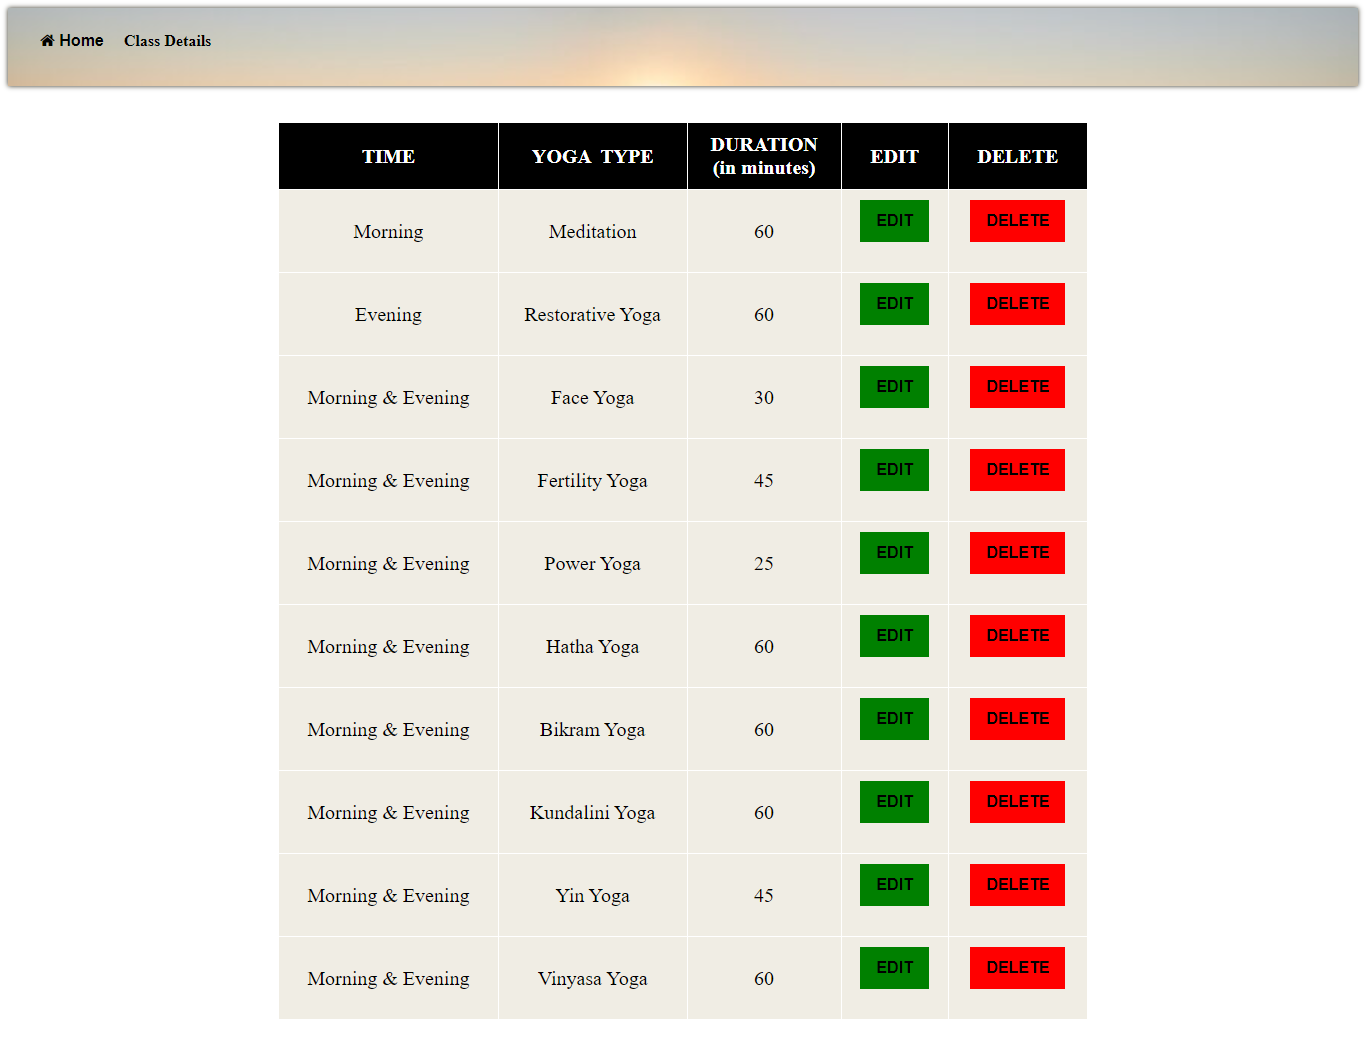 Home Class Details
TIME YOGA TYPE DURATION (in minutes) EDIT DELETE
Morning Meditation 60 EDIT DELETE
Evening Restorative Yoga 60 EDIT DELETE
Morning & Evening Face Yoga 30 EDIT DELETE
Morning & Evening Fertility Yoga 45 EDIT DELETE
Morning & Evening Power Yoga 25 EDIT DELETE
Morning & Evening Hatha Yoga 60 EDIT DELETE
Morning & Evening Bikram Yoga 60 EDIT DELETE
Morning & Evening Kundalini Yoga 60 EDIT DELETE
Morning & Evening Yin Yoga 45 EDIT DELETE
Morning & Evening Vinyasa Yoga 60 EDIT DELETE